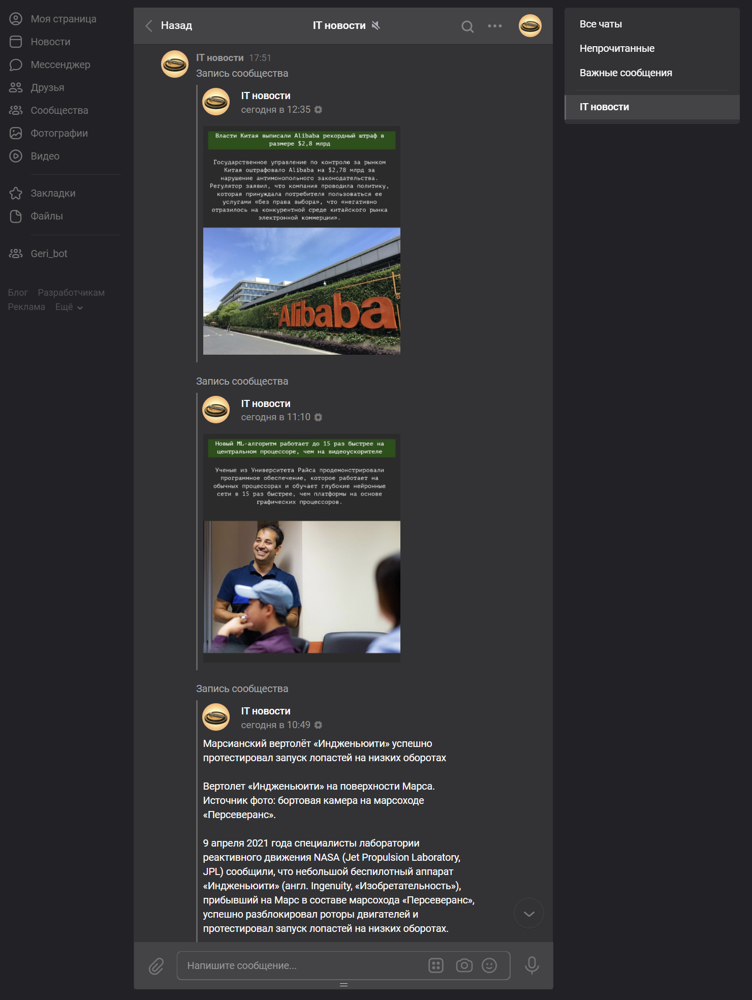 Моя страница
Новости
Мессенджер
Друзья
Сообщества
Фотографии
Видео
Закладки
Файлы
Geri_bot
Блог Разработчикам
Реклама Ещё
Назад
IT новости
IT новости 17:51
Запись сообщества
IT новости
сегодня в 12:35
Власти Китая выписали Alibaba рекордный штраф в
размере $2,8 млрд
Государственное управление по контролю за рынком
Китая оштрафовало Alibaba на $2,78 млрд за
нарушение антимонопольного законодательства.
Регулятор заявил, что компания проводила политику,
которая принуждала потребителя пользоваться ее
услугами «без права выбора», что «негативно
отразилось на конкурентной среде китайского рынка
электронной коммерции».
Alibaba
Запись сообщества
IT новости
сегодня в 11:10
Новый ML-алгоритм работает до 15 раз быстрее на
центральном процессоре, чем на видеоускорителе
Ученые из Университета Райса продемонстрировали
программное обеспечение, которое работает на
обычных процессорах и обучает глубокие нейронные
сети в 15 раз быстрее, чем платформы на основе
графических процессоров.
Запись сообщества
IT новости
сегодня в 10:49
Марсианский вертолёт «Индженьюити» успешно
протестировал запуск лопастей на низких оборотах
Вертолет «Индженьюити» на поверхности Марса.
Источник фото: бортовая камера на марсоходе
«Персеверанс».
9 апреля 2021 года специалисты лаборатории
реактивного движения NASA (Jet Propulsion Laboratory,
JPL) сообщили, что небольшой беспилотный аппарат
«Индженьюити» (англ. Ingenuity, «Изобретательность»),
прибывший на Марс в составе марсохода «Персеверанс»,
успешно разблокировал роторы двигателей и
протестировал запуск лопастей на низких оборотах.
Напишите сообщение...
Все чаты
Непрочитанные
Важные сообщения
IT новости